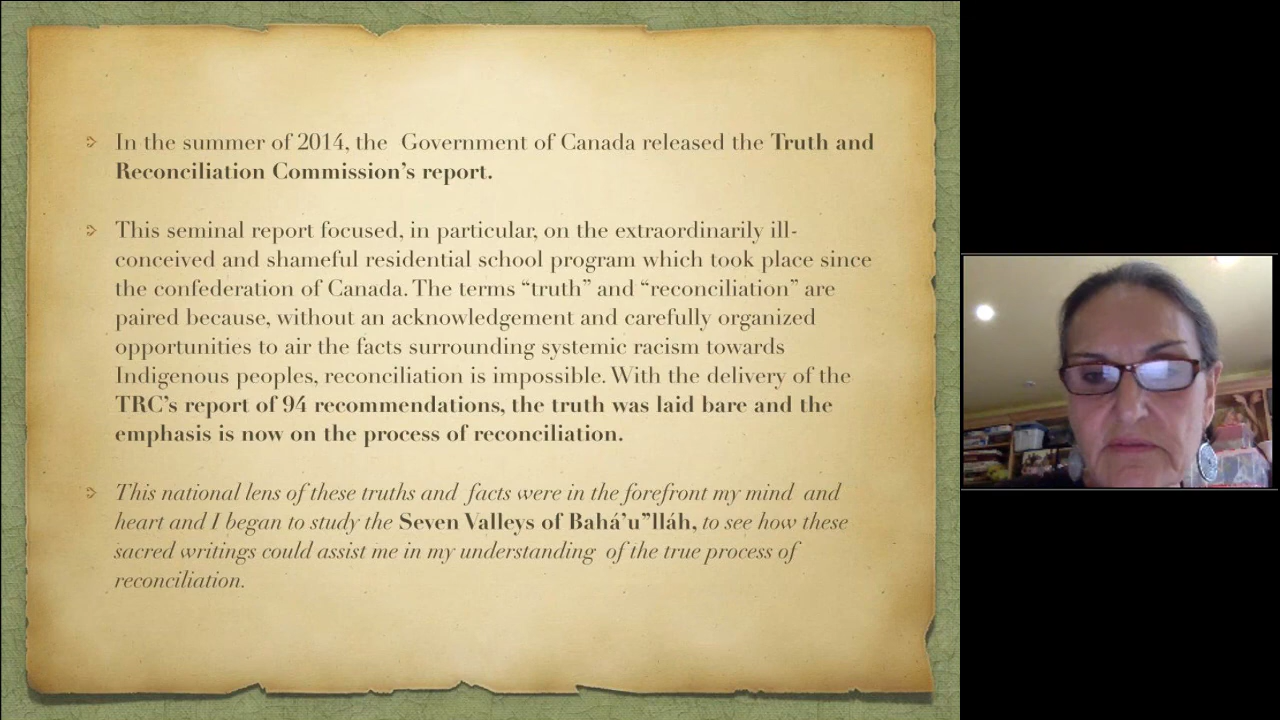 In the summer of 2014, the Government of Canada released the Truth and
Reconciliation Commission’s report.
This seminal report focused, in particular, on the extraordinarily ill-
conceived and shameful residential school program which took place since
the confederation of Canada. The terms “truth” and “reconciliation” are
paired because, without an acknowledgement and carefully organized
opportunities to air the facts surrounding systemic racism towards
Indigenous peoples, reconciliation is impossible. With the delivery of the
TRC’s report of 94 recommendations, the truth was laid bare and the
emphasis is now on the process of reconciliation.
This national lens of these truths and facts were in the forefront my mind and
heart and I began to study the Seven Valleys of Bahá’u”lláh, to see how these
sacred writings could assist me in my understanding of the true process of
reconciliation.